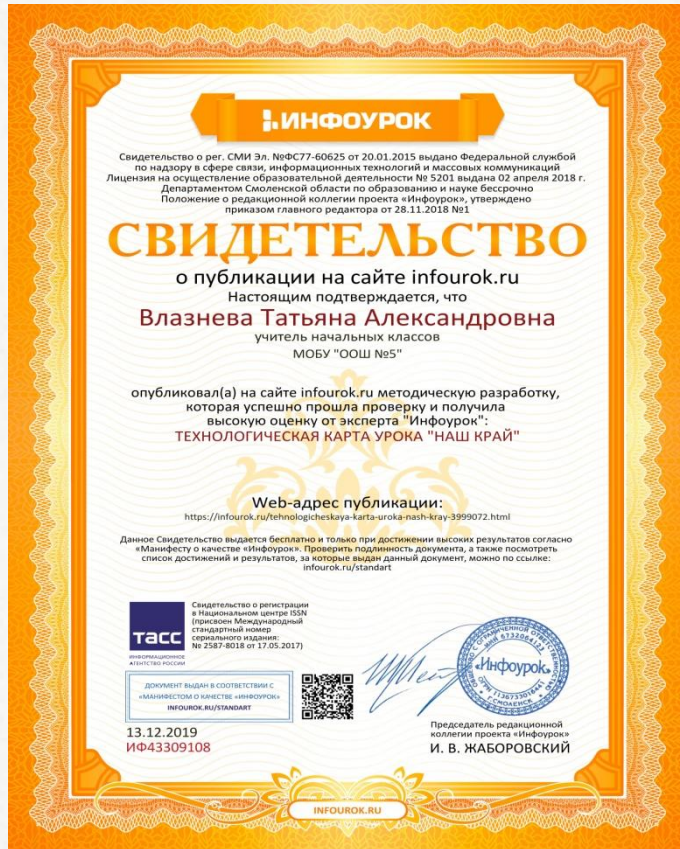 ИНФОУРОК
Свидетельство о рег. СМИ Эл. №ФС77-60625 от 20.01.2015 выдано Федеральной службой
по надзору в сфере связи, информационных технологий и массовых коммуникаций
Лицензия на осуществление образовательной деятельности № 5201 выдана 02 апреля 2018 г.
Департаментом Смоленской области по образованию и науке бессрочно
Положение о редакционной коллегии проекта «Инфоурок», утверждено
приказом главного редактора от 28.11.2018 №1
СВИДЕТЕЛЬСТВО
о публикации на сайте infourok.ru
Настоящим подтверждается, что
Влазнева Татьяна Александровна
учитель начальных классов
МОБУ "ООШ №5"
опубликовал(а) на сайте infourok.ru методическую разработку,
которая успешно прошла проверку и получила
высокую оценку от эксперта "Инфоурок":
ТЕХНОЛОГИЧЕСКАЯ КАРТА УРОКА "НАШ КРАЙ"
Web-адрес публикации:
https://infourok.ru/tehnologicheskaya-karta-uroka-nash-kray-3999072.html
Данное Свидетельство выдается бесплатно и только при достижении высоких результатов согласно
«Манифесту о качестве «Инфоурок». Проверить подлинность документа, а также посмотреть
список достижений и результатов, за которые выдан данный документ, можно по ссылке:
infourok.ru/standart
тасс
ИНФОРМАЦИОННОЕ
АГЕНТСТВО РОССИИ
Свидетельство о регистрации
в Национальном центре ISSN
(присвоен Международный
стандартный номер
сериального издания:
№ 2587-8018 от 17.05.2017)
ДОКУМЕНТ ВЫДАН В СООТВЕТСТВИИ С
«МАНИФЕСТОМ О КАЧЕСТВЕ «ИНФОУРОК»
INFOUROK.RU/STANDART
13.12.2019
ИФ43309108
«Инфоурок»
Г.СМОЛЕНСК
Председатель редакционной
коллегии проекта «Инфоурок»
И. В. ЖАБОРОВСКИЙ
INFOUROK.RU